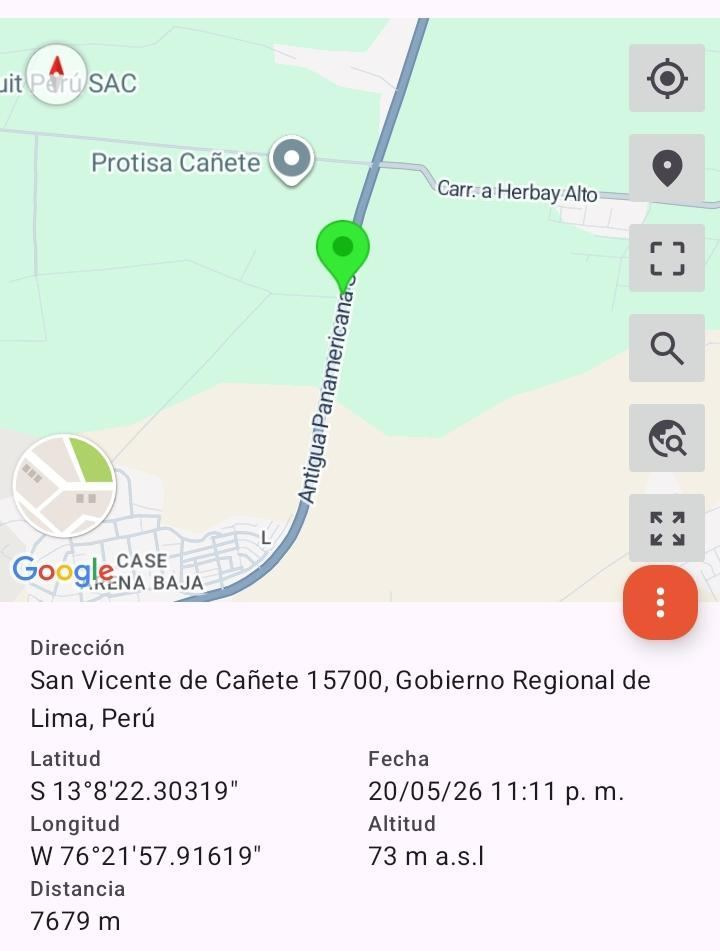 Perú SAC
Protisa Cañete
Carr. a Herbay Alto
Antigua Panamericana S
L
CASE
ARENA BAJA
Google
Dirección
San Vicente de Cañete 15700, Gobierno Regional de
Lima, Perú
Latitud
S 13°8'22.30319"
Fecha
20/05/26 11:11 p. m.
Longitud
W 76°21'57.91619"
Altitud
73 m a.s.l
Distancia
7679 m